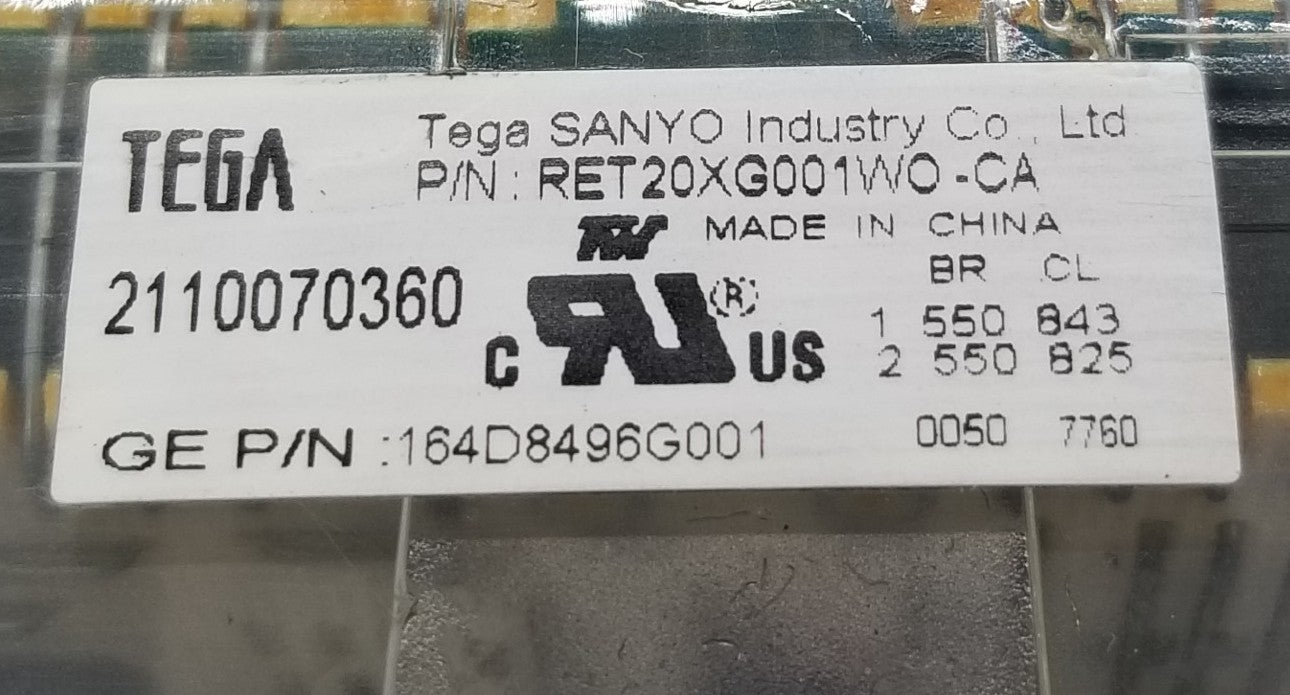 TEGA
Tega SANYO Industry Co., Ltd
P/N : RET20XG001WO-CA
MADE IN CHINA
2110070360
BR CL
1 550 843
2 550 825
C RU ® US
GE P/N :164D8496G001
0050 7760